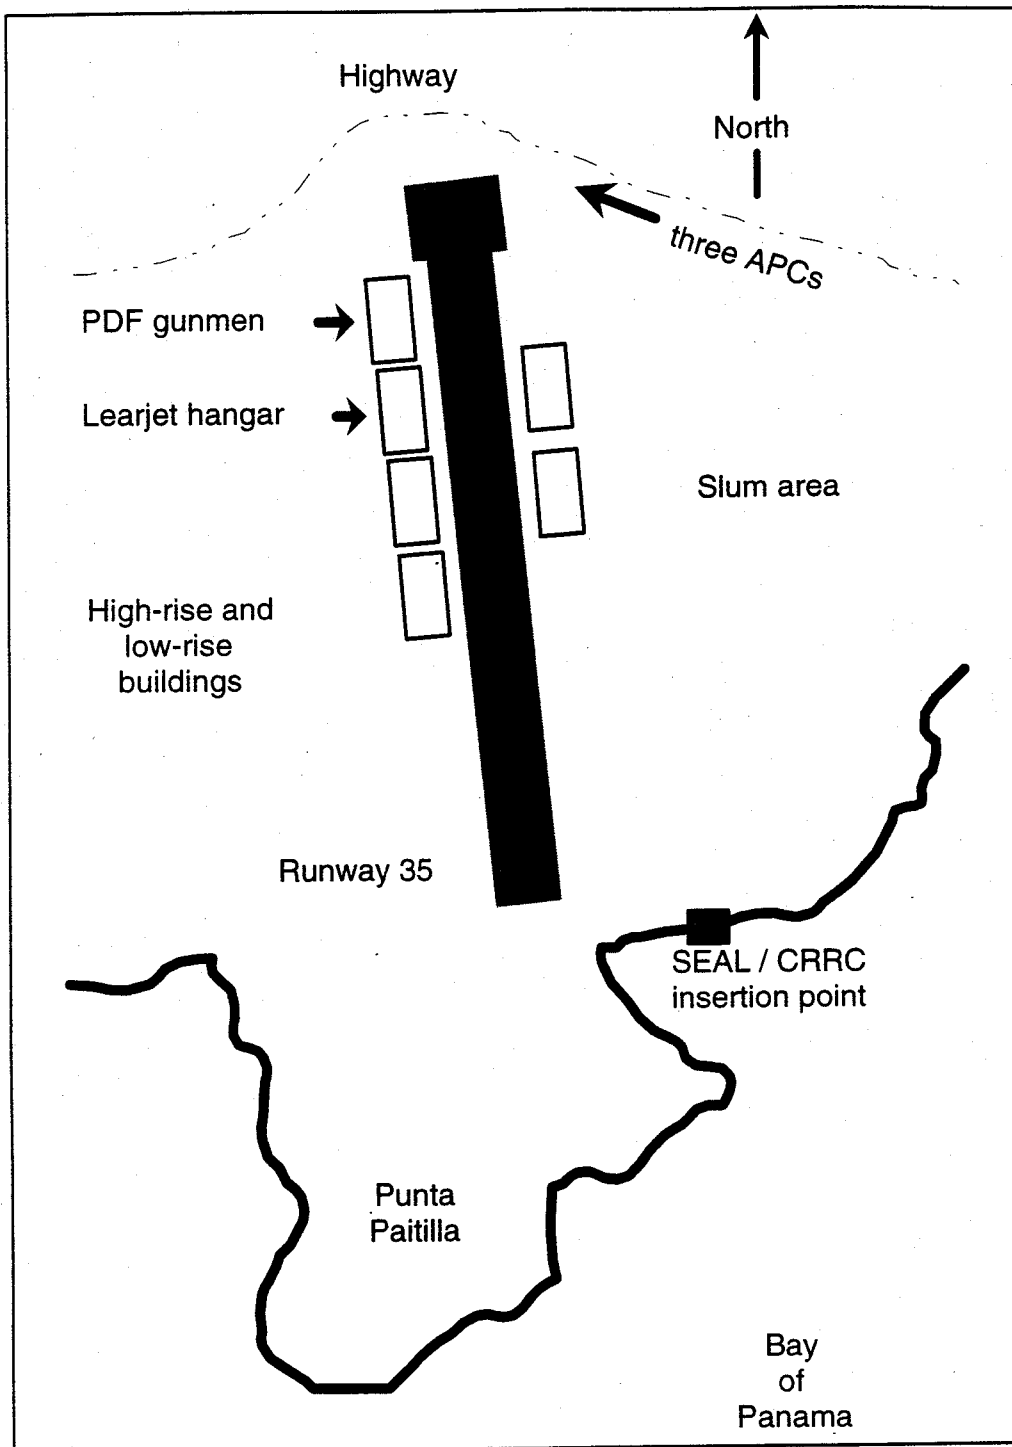 Highway
North
three APCs
PDF gunmen
Learjet hangar
Slum area
High-rise and
low-rise
buildings
Runway 35
SEAL / CRRC
insertion point
Punta
Paitilla
Bay
of
Panama